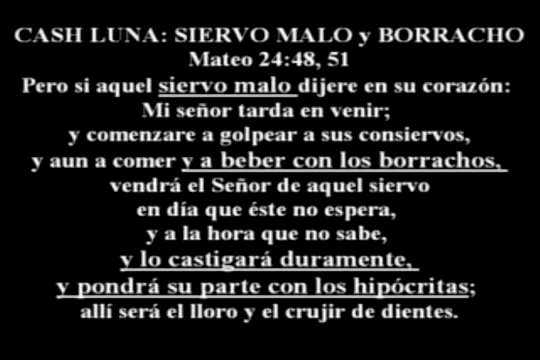 CASH LUNA: SIERVO MALO y BORRACHO
Mateo 24:48, 51
Pero si aquel siervo malo dijere en su corazón:
Mi señor tarda en venir;
y comenzare a golpear a sus consiervos,
y aun a comer y a beber con los borrachos,
vendrá el Señor de aquel siervo
en día que éste no espera,
y a la hora que no sabe,
y lo castigará duramente,
y pondrá su parte con los hipócritas;
allí será el lloro y el crujir de dientes.